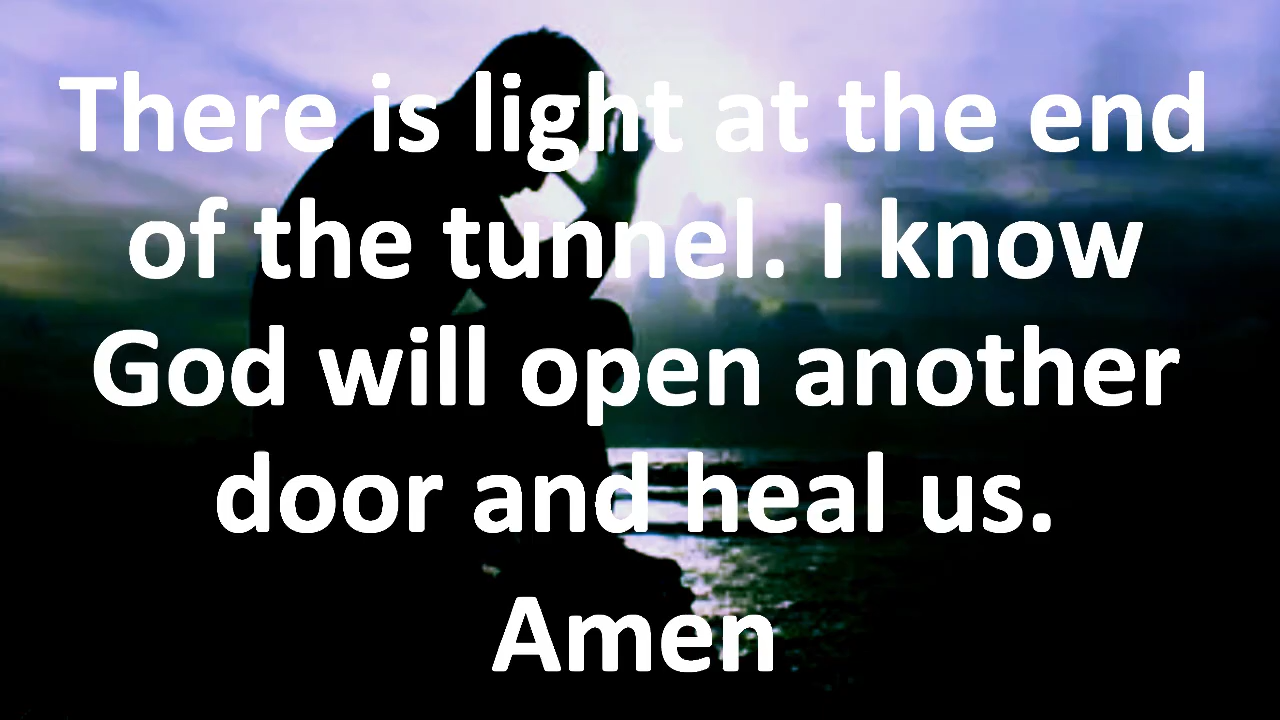 There is light at the end
of the tunnel. I know
God will open another
door and heal us.
Amen